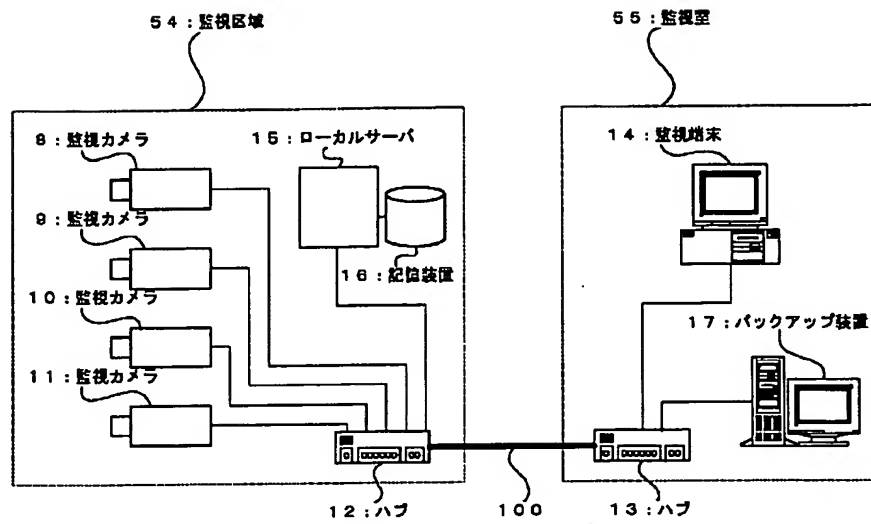 ５４：監視区域
５５：監視室
８：監視カメラ
１５：ローカルサーバ
１４：監視端末
９：監視カメラ
１６：記憶装置
１０：監視カメラ
１７：バックアップ装置
１１：監視カメラ
１２：ハブ
１００
１３：ハブ